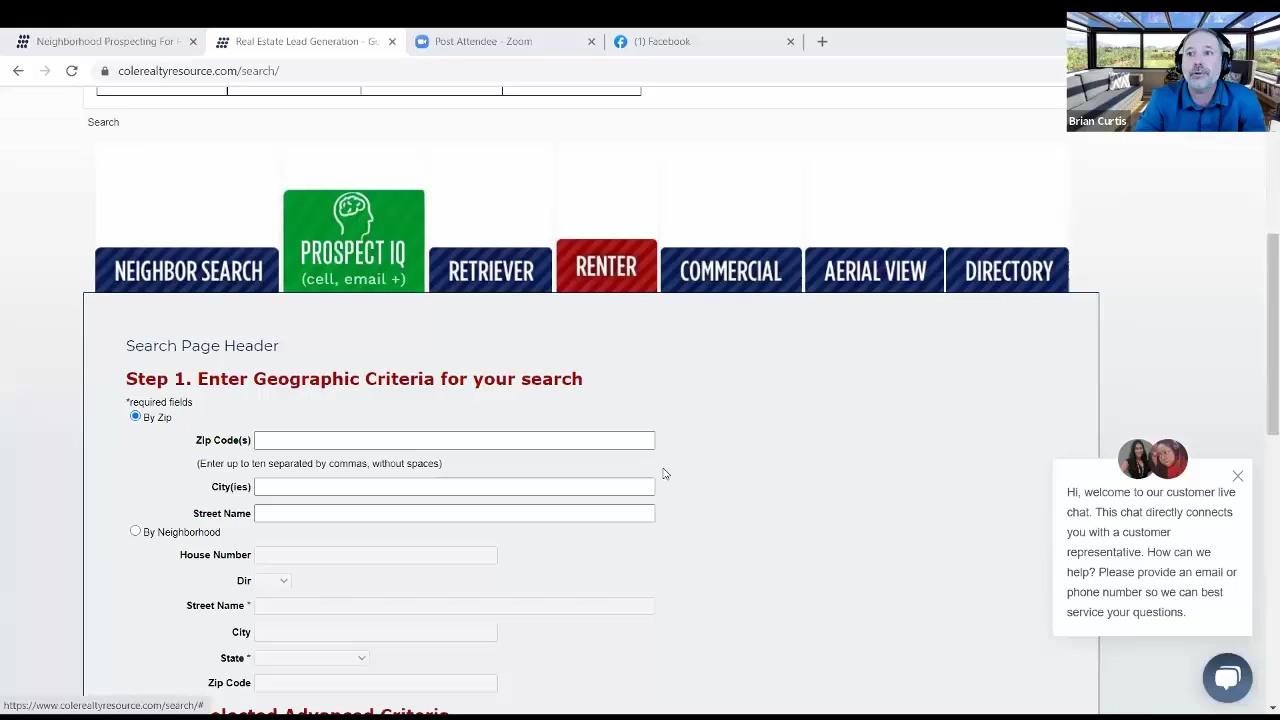 Neighborhood Prospecting For
Real Estate Lead Generation - G
Post Attendee - Zoom
(1) Facebook
colerealtyresource.com/search/
Brian Curtis
Search
NEIGHBOR SEARCH
PROSPECT IQ
(cell, email +)
RETRIEVER
RENTER
COMMERCIAL
AERIAL VIEW
DIRECTORY
Search Page Header
Step 1. Enter Geographic Criteria for your search
*required fields
By Zip
Zip Code(s)
(Enter up to ten separated by commas, without spaces)
City(ies)
Street Name
By Neighborhood
House Number
Dir
Street Name *
City
State *
Zip Code
Hi, welcome to our customer live
chat. This chat directly connects
you with a customer
representative. How can we
help? Please provide an email or
phone number so we can best
service your questions.
https://www.colerealtyresource.com/search/#
elected Advanced Criteria